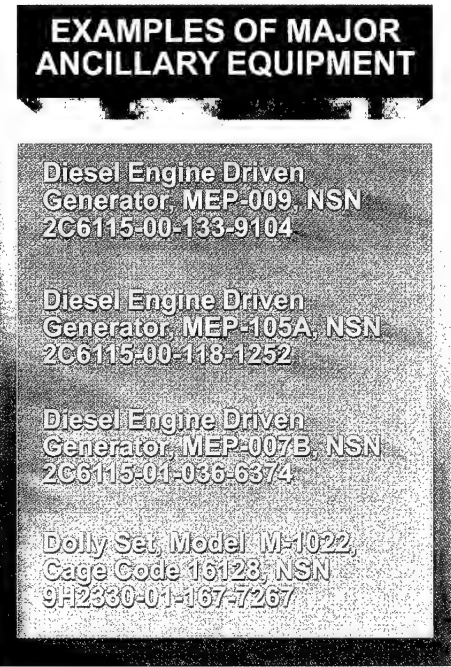 EXAMPLES OF MAJOR
ANCILLARY EQUIPMENT
Diesel Engine Driven
Generator, MEP-009, NSN
2C6115-00-133-9104
Diesel Engine Driven
Generator, MEP-105A, NSN
2C6115-00-118-1252
Diesel Engine Driven
Generator, MEP-007B, NSN
2C6115-01-036-6374
Dolly Set, Model M-1022,
Cage Code 16128, NSN
9H2330-01-167-7267